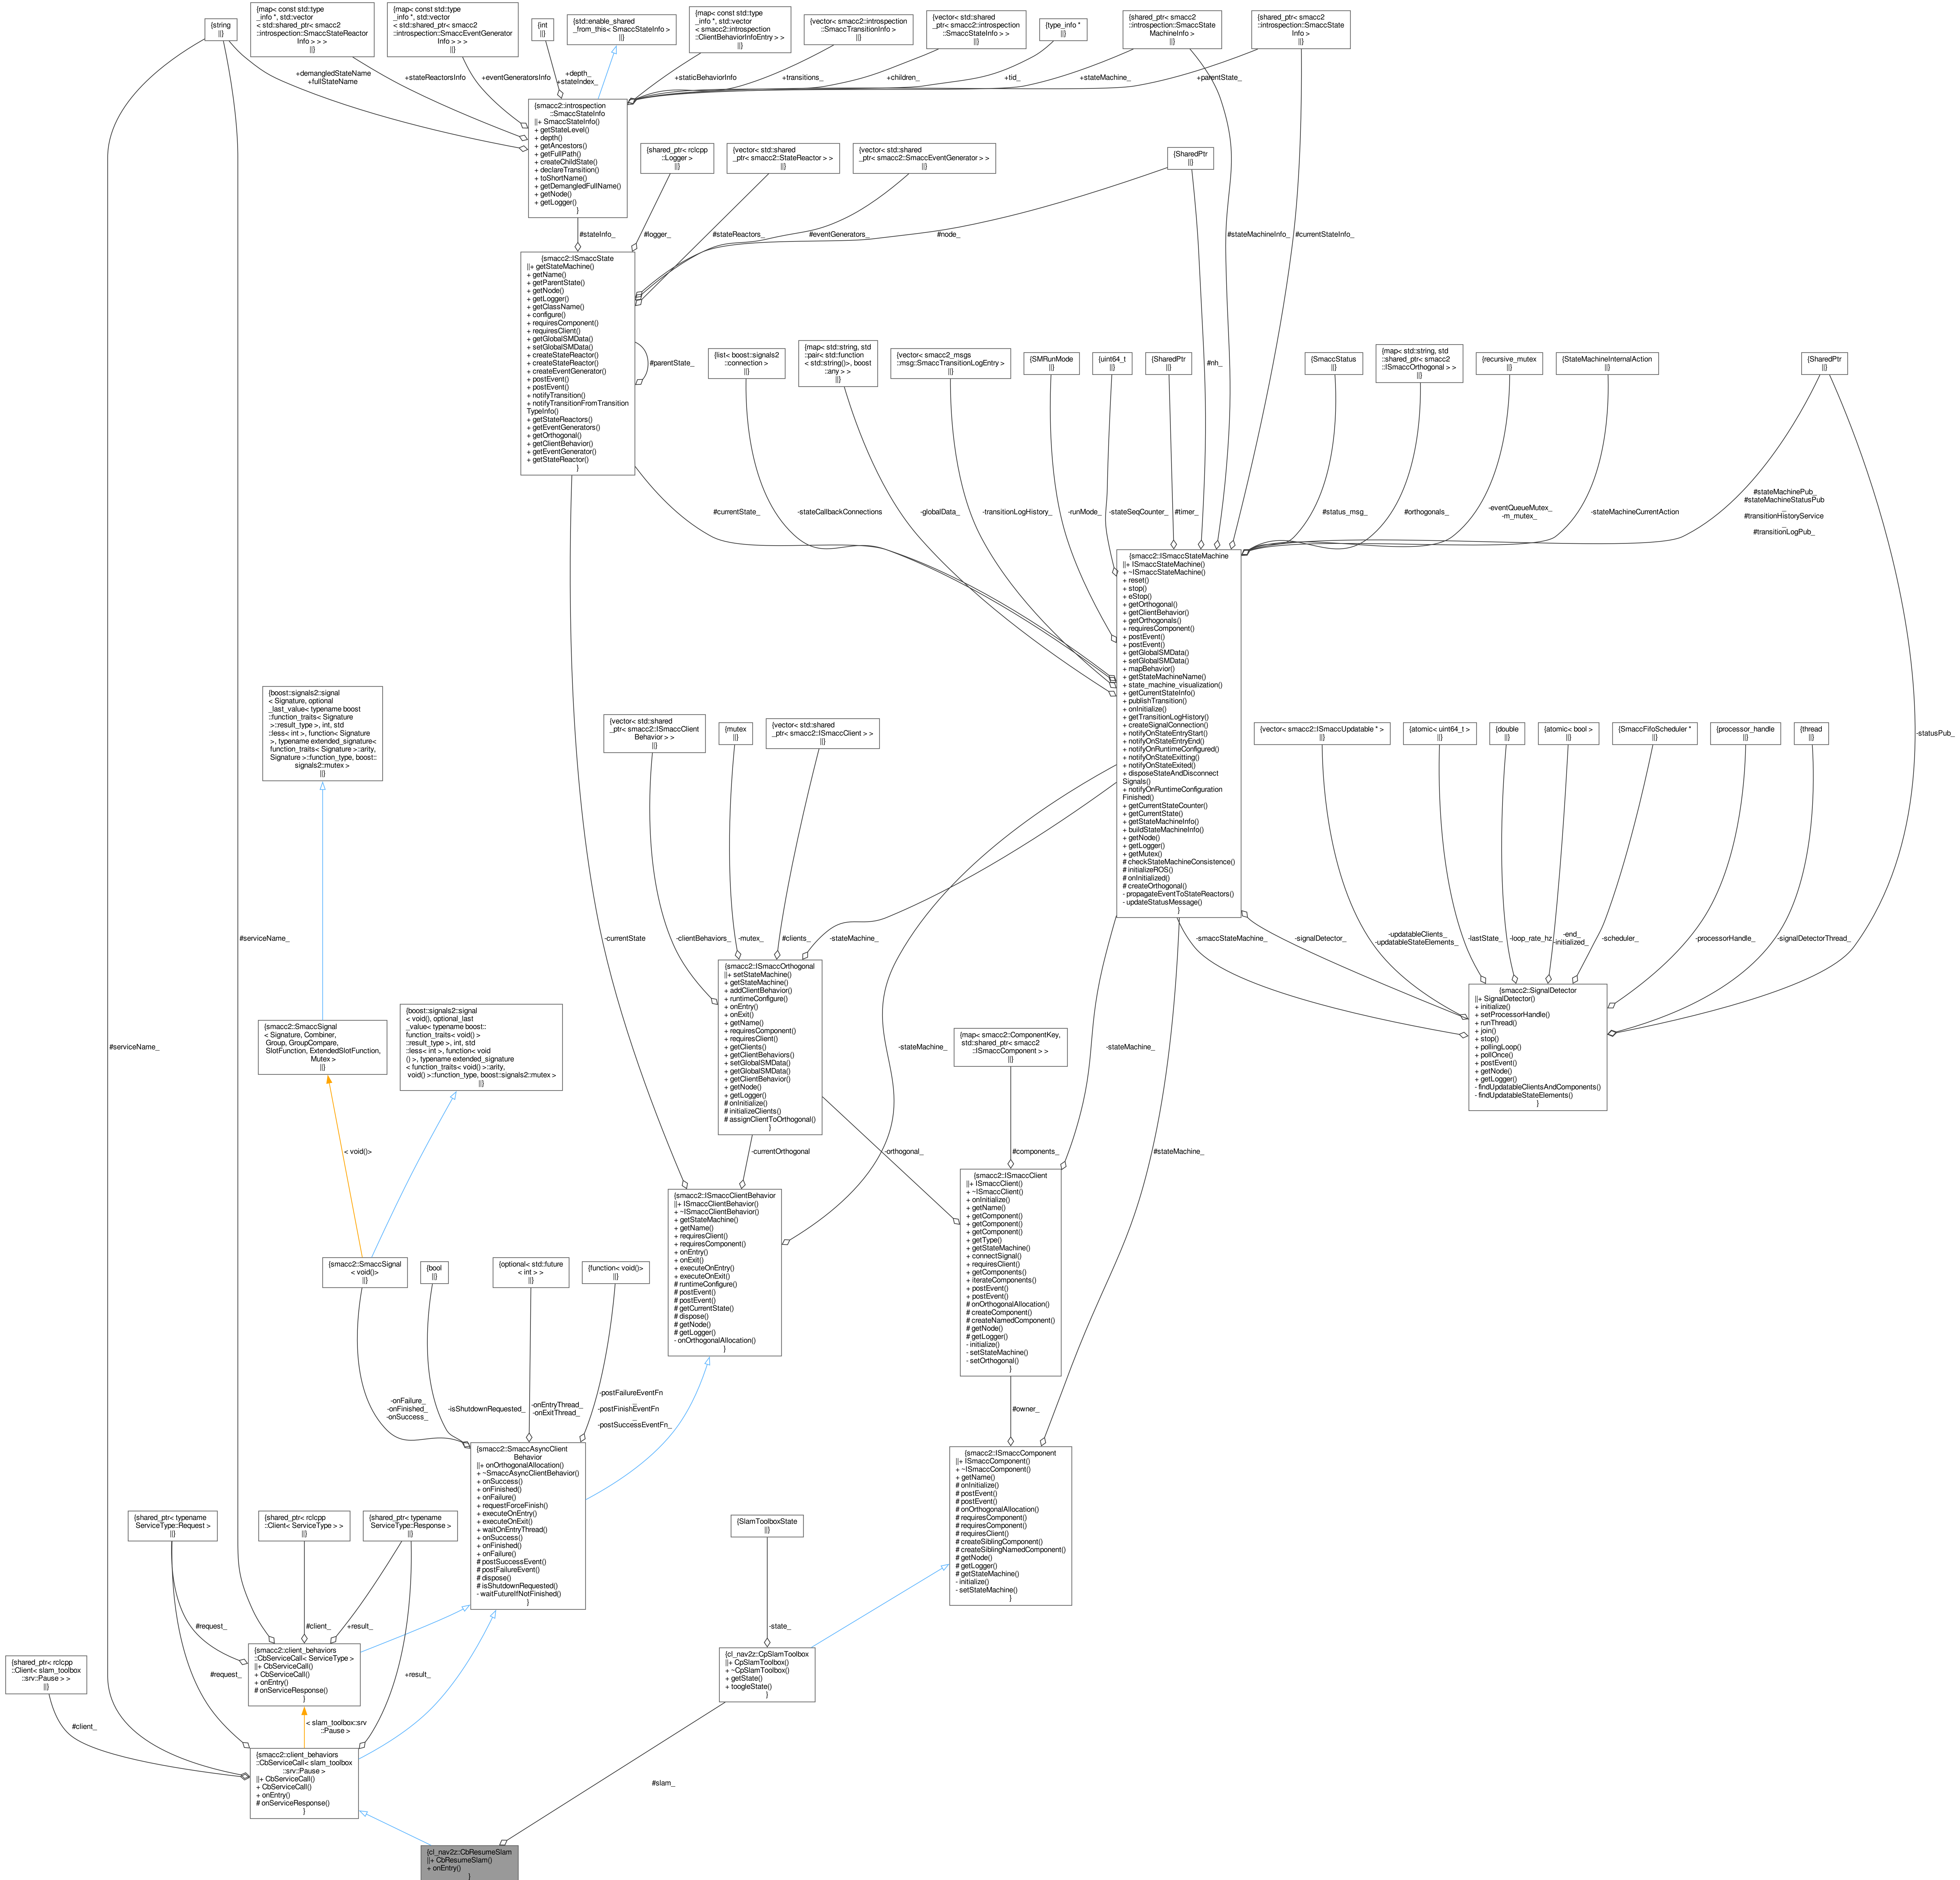 {string
||}
{map< const std::type
_info *, std::vector
< std::shared_ptr< smacc2
::introspection::SmaccStateReactor
Info > > >
||}
{map< const std::type
_info *, std::vector
< std::shared_ptr< smacc2
::introspection::SmaccEventGenerator
Info > > >
||}
{int
||}
{std::enable_shared
_from_this< SmaccStateInfo >
||}
{map< const std::type
_info *, std::vector
< smacc2::introspection
::ClientBehaviorInfoEntry > >
||}
{vector< smacc2::introspection
::SmaccTransitionInfo >
||}
{vector< std::shared
_ptr< smacc2::introspection
::SmaccStateInfo > >
||}
{type_info *
||}
{shared_ptr< smacc2
::introspection::SmaccState
MachineInfo >
||}
{shared_ptr< smacc2
::introspection::SmaccState
Info >
||}
+demangledStateName
+fullStateName
+stateReactorsInfo
+eventGeneratorsInfo
+depth_
+stateIndex_
+staticBehaviorInfo
+transitions_
+children_
+tid_
+stateMachine_
+parentState_
{smacc2::introspection
::SmaccStateInfo
||+ SmaccStateInfo()
+ getStateLevel()
+ depth()
+ getAncestors()
+ getFullPath()
+ createChildState()
+ declareTransition()
+ toShortName()
+ getDemangledFullName()
+ getNode()
+ getLogger()
}
{shared_ptr< rclcpp
::Logger >
||}
{vector< std::shared
_ptr< smacc2::StateReactor > >
||}
{vector< std::shared
_ptr< smacc2::SmaccEventGenerator > >
||}
{SharedPtr
||}
#stateInfo_
#logger_
#stateReactors_
#eventGenerators_
#node_
#stateMachineInfo_
#currentStateInfo_
{smacc2::ISmaccState
||+ getStateMachine()
+ getName()
+ getParentState()
+ getNode()
+ getLogger()
+ getClassName()
+ configure()
+ requiresComponent()
+ requiresClient()
+ getGlobalSMData()
+ setGlobalSMData()
+ createStateReactor()
+ createStateReactor()
+ createEventGenerator()
+ postEvent()
+ postEvent()
+ notifyTransition()
+ notifyTransitionFromTransition
TypeInfo()
+ getStateReactors()
+ getEventGenerators()
+ getOrthogonal()
+ getClientBehavior()
+ getEventGenerator()
+ getStateReactor()
}
#parentState_
{list< boost::signals2
::connection >
||}
{map< std::string, std
::pair< std::function
< std::string()>, boost
::any > >
||}
{vector< smacc2_msgs
::msg::SmaccTransitionLogEntry >
||}
{SMRunMode
||}
{uint64_t
||}
{SharedPtr
||}
#nh_
{SmaccStatus
||}
{map< std::string, std
::shared_ptr< smacc2
::ISmaccOrthogonal > >
||}
{recursive_mutex
||}
{StateMachineInternalAction
||}
{SharedPtr
||}
#currentState_
-stateCallbackConnections
-globalData_
-transitionLogHistory_
-runMode_
-stateSeqCounter_
#timer_
#status_msg_
#orthogonals_
-eventQueueMutex_
-m_mutex_
-stateMachineCurrentAction
#stateMachinePub_
#stateMachineStatusPub
_
#transitionHistoryService
_
#transitionLogPub_
{smacc2::ISmaccStateMachine
||+ ISmaccStateMachine()
+ ~ISmaccStateMachine()
+ reset()
+ stop()
+ eStop()
+ getOrthogonal()
+ getClientBehavior()
+ getOrthogonals()
+ requiresComponent()
+ postEvent()
+ postEvent()
+ getGlobalSMData()
+ setGlobalSMData()
+ mapBehavior()
+ getStateMachineName()
+ state_machine_visualization()
+ getCurrentStateInfo()
+ publishTransition()
+ onInitialize()
+ getTransitionLogHistory()
+ createSignalConnection()
+ notifyOnStateEntryStart()
+ notifyOnStateEntryEnd()
+ notifyOnRuntimeConfigured()
+ notifyOnStateExitting()
+ notifyOnStateExited()
+ disposeStateAndDisconnect
Signals()
+ notifyOnRuntimeConfiguration
Finished()
+ getCurrentStateCounter()
+ getCurrentState()
+ getStateMachineInfo()
+ buildStateMachineInfo()
+ getNode()
+ getLogger()
+ getMutex()
# checkStateMachineConsistence()
# initializeROS()
# onInitialized()
# createOrthogonal()
- propagateEventToStateReactors()
- updateStatusMessage()
}
{boost::signals2::signal
< Signature, optional
_last_value< typename boost
::function_traits< Signature
>::result_type >, int, std
::less< int >, function< Signature
>, typename extended_signature<
function_traits< Signature >::arity,
Signature >::function_type, boost::
signals2::mutex >
||}
{vector< std::shared
_ptr< smacc2::ISmaccClient
Behavior > >
||}
{mutex
||}
{vector< std::shared
_ptr< smacc2::ISmaccClient > >
||}
{vector< smacc2::ISmaccUpdatable * >
||}
{atomic< uint64_t >
||}
{double
||}
{atomic< bool >
||}
{SmaccFifoScheduler *
||}
{processor_handle
||}
{thread
||}
-statusPub_
#serviceName_
-currentState
-clientBehaviors_
-mutex_
#clients_
-stateMachine_
-smaccStateMachine_
-signalDetector_
-updatableClients_
-updatableStateElements_
-lastState_
-loop_rate_hz
-end_
-initialized_
-scheduler_
-processorHandle_
-signalDetectorThread_
{smacc2::ISmaccOrthogonal
||+ setStateMachine()
+ getStateMachine()
+ addClientBehavior()
+ runtimeConfigure()
+ onEntry()
+ onExit()
+ getName()
+ requiresComponent()
+ requiresClient()
+ getClients()
+ getClientBehaviors()
+ setGlobalSMData()
+ getGlobalSMData()
+ getClientBehavior()
+ getNode()
+ getLogger()
# onInitialize()
# initializeClients()
# assignClientToOrthogonal()
}
{smacc2::SignalDetector
||+ SignalDetector()
+ initialize()
+ setProcessorHandle()
+ runThread()
+ join()
+ stop()
+ pollingLoop()
+ pollOnce()
+ postEvent()
+ getNode()
+ getLogger()
- findUpdatableClientsAndComponents()
- findUpdatableStateElements()
}
{smacc2::SmaccSignal
< Signature, Combiner,
Group, GroupCompare,
SlotFunction, ExtendedSlotFunction,
Mutex >
||}
{boost::signals2::signal
< void(), optional_last
_value< typename boost::
function_traits< void() >
::result_type >, int, std
::less< int >, function< void
() >, typename extended_signature
< function_traits< void() >::arity,
void() >::function_type, boost::signals2::mutex >
||}
#serviceName_
-stateMachine_
{map< smacc2::ComponentKey,
std::shared_ptr< smacc2
::ISmaccComponent > >
||}
-stateMachine_
< void()>
-currentOrthogonal
-orthogonal_
#components_
#stateMachine_
{smacc2::ISmaccClientBehavior
||+ ISmaccClientBehavior()
+ ~ISmaccClientBehavior()
+ getStateMachine()
+ getName()
+ requiresClient()
+ requiresComponent()
+ onEntry()
+ onExit()
+ executeOnEntry()
+ executeOnExit()
# runtimeConfigure()
# postEvent()
# postEvent()
# getCurrentState()
# dispose()
# getNode()
# getLogger()
- onOrthogonalAllocation()
}
{smacc2::ISmaccClient
||+ ISmaccClient()
+ ~ISmaccClient()
+ onInitialize()
+ getName()
+ getComponent()
+ getComponent()
+ getComponent()
+ getType()
+ getStateMachine()
+ connectSignal()
+ requiresClient()
+ getComponents()
+ iterateComponents()
+ postEvent()
+ postEvent()
# onOrthogonalAllocation()
# createComponent()
# createNamedComponent()
# getNode()
# getLogger()
- initialize()
- setStateMachine()
- setOrthogonal()
}
{smacc2::SmaccSignal
< void()>
||}
{bool
||}
{optional< std::future
< int > >
||}
{function< void()>
||}
-onFailure_
-onFinished_
-onSuccess_
-isShutdownRequested_
-onEntryThread_
-onExitThread_
-postFailureEventFn
_
-postFinishEventFn
_
-postSuccessEventFn_
#owner_
{smacc2::SmaccAsyncClient
Behavior
||+ onOrthogonalAllocation()
+ ~SmaccAsyncClientBehavior()
+ onSuccess()
+ onFinished()
+ onFailure()
+ requestForceFinish()
+ executeOnEntry()
+ executeOnExit()
+ waitOnEntryThread()
+ onSuccess()
+ onFinished()
+ onFailure()
# postSuccessEvent()
# postFailureEvent()
# dispose()
# isShutdownRequested()
- waitFutureIfNotFinished()
}
{smacc2::ISmaccComponent
||+ ISmaccComponent()
+ ~ISmaccComponent()
+ getName()
# onInitialize()
# postEvent()
# postEvent()
# onOrthogonalAllocation()
# requiresComponent()
# requiresComponent()
# requiresClient()
# createSiblingComponent()
# createSiblingNamedComponent()
# getNode()
# getLogger()
# getStateMachine()
- initialize()
- setStateMachine()
}
{shared_ptr< typename
ServiceType::Request >
||}
{shared_ptr< rclcpp
::Client< ServiceType > >
||}
{shared_ptr< typename
ServiceType::Response >
||}
{SlamToolboxState
||}
#request_
#client_
+result_
-state_
{shared_ptr< rclcpp
::Client< slam_toolbox
::srv::Pause > >
||}
{smacc2::client_behaviors
::CbServiceCall< ServiceType >
||+ CbServiceCall()
+ CbServiceCall()
+ onEntry()
# onServiceResponse()
}
{cl_nav2z::CpSlamToolbox
||+ CpSlamToolbox()
+ ~CpSlamToolbox()
+ getState()
+ toogleState()
}
#request_
+result_
#client_
< slam_toolbox::srv
::Pause >
{smacc2::client_behaviors
::CbServiceCall< slam_toolbox
::srv::Pause >
||+ CbServiceCall()
+ CbServiceCall()
+ onEntry()
# onServiceResponse()
}
#slam_
{cl_nav2z::CbResumeSlam
||+ CbResumeSlam()
+ onEntry()
}